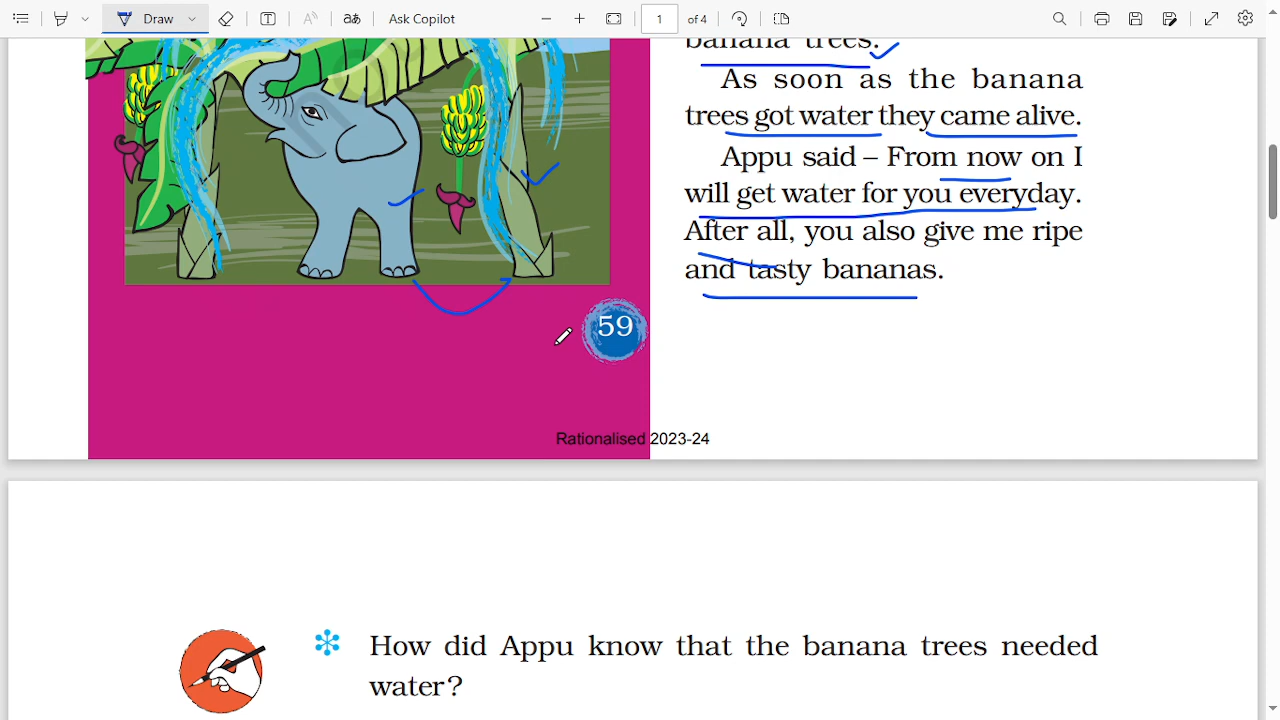 Draw
aあ
Ask Copilot
1
of 4
banana trees.
As soon as the banana
trees got water they came alive.
Appu said – From now on I
will get water for you everyday.
After all, you also give me ripe
and tasty bananas.
59
Rationalised 2023-24
How did Appu know that the banana trees needed
water?